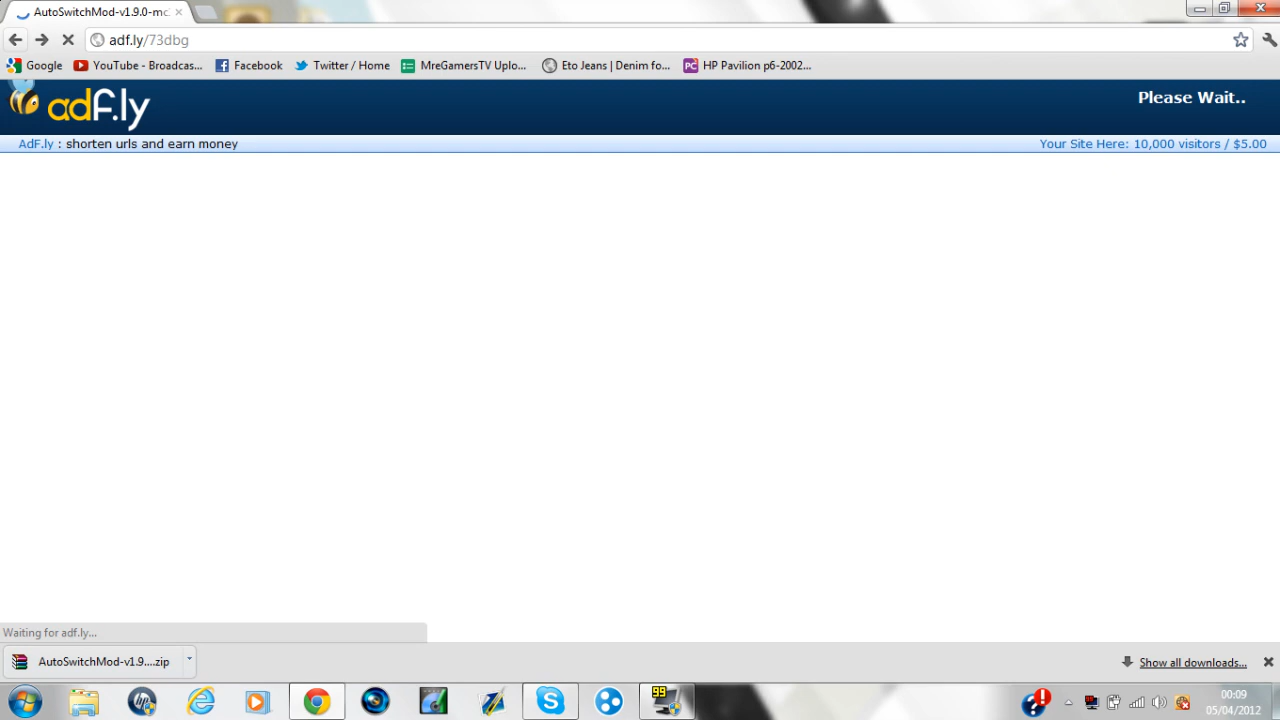 AutoSwitchMod-v1.9.0-mc
adf.ly/73dbg
Google
YouTube - Broadcas...
Facebook
Twitter / Home
MreGamersTV Uplo...
Eto Jeans | Denim fo...
PC
HP Pavilion p6-2002...
adf.ly
Please Wait..
AdF.ly : shorten urls and earn money
Your Site Here: 10,000 visitors / $5.00
Waiting for adf.ly...
AutoSwitchMod-v1.9....zip
Show all downloads...
99
00:09
05/04/2012